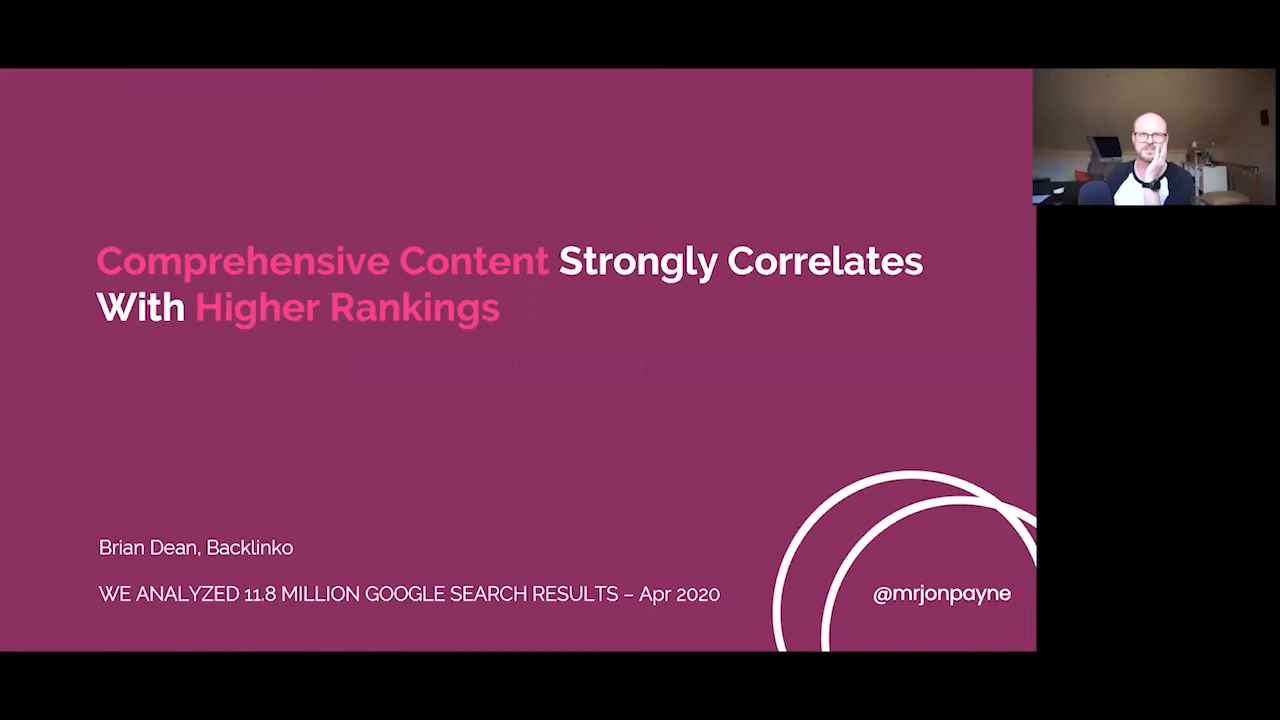 Comprehensive Content Strongly Correlates
With Higher Rankings
Brian Dean, Backlinko
WE ANALYZED 11.8 MILLION GOOGLE SEARCH RESULTS – Apr 2020
@mrjonpayne